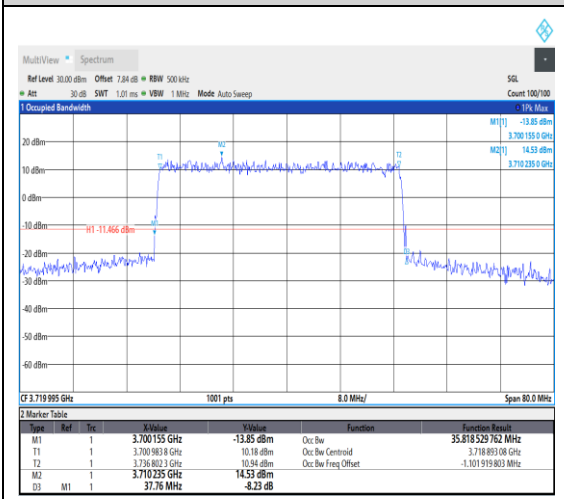 MultiView Spectrum
Ref Level 30.00 dBm Offset 7.84 dB RBW 500 kHz SGL
Att 30 dB SWT 1.01 ms VBW 1 MHz Mode Auto Sweep Count 100/100
1 Occupied Bandwidth 1Pk Max
M1[1] -13.85 dBm
3.700 155 0 GHz
M2[1] 14.53 dBm
3.710 235 0 GHz
20 dBm
M2
T1
T2
10 dBm
0 dBm
M1
-10 dBm
H1 -11.466 dBm
-20 dBm
D3
-30 dBm
-40 dBm
-50 dBm
-60 dBm
CF 3.719 995 GHz 1001 pts 8.0 MHz/ Span 80.0 MHz
2 Marker Table
Type Ref Trc X-Value Y-Value Function Function Result
M1 1 3.700 155 GHz -13.85 dBm Occ Bw 35.818 529 762 MHz
T1 1 3.700 983 8 GHz 10.18 dBm Occ Bw Centroid 3.718 893 08 GHz
T2 1 3.736 802 3 GHz 10.94 dBm Occ Bw Freq Offset -1.101 919 803 MHz
M2 1 3.710 235 GHz 14.53 dBm
D3 M1 1 37.76 MHz -8.23 dB